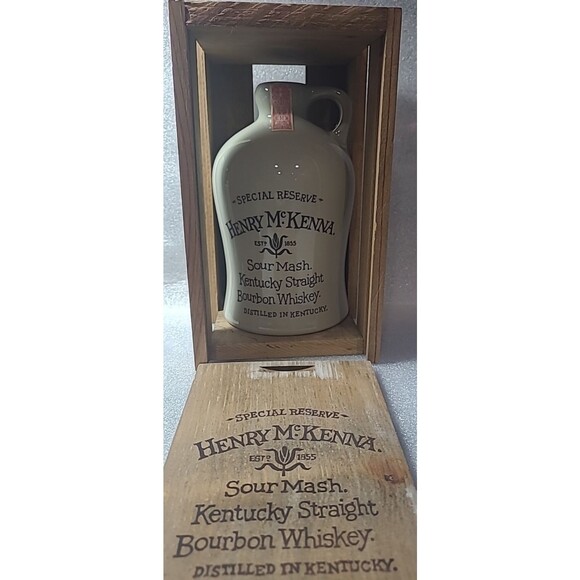 - SPECIAL RESERVE -
HENRY McKENNA.
ESTD 1855
Sour Mash.
Kentucky Straight
Bourbon Whiskey.
DISTILLED IN KENTUCKY.
- SPECIAL RESERVE -
HENRY McKENNA.
ESTD 1855
Sour Mash.
Kentucky Straight
Bourbon Whiskey.
DISTILLED IN KENTUCKY.